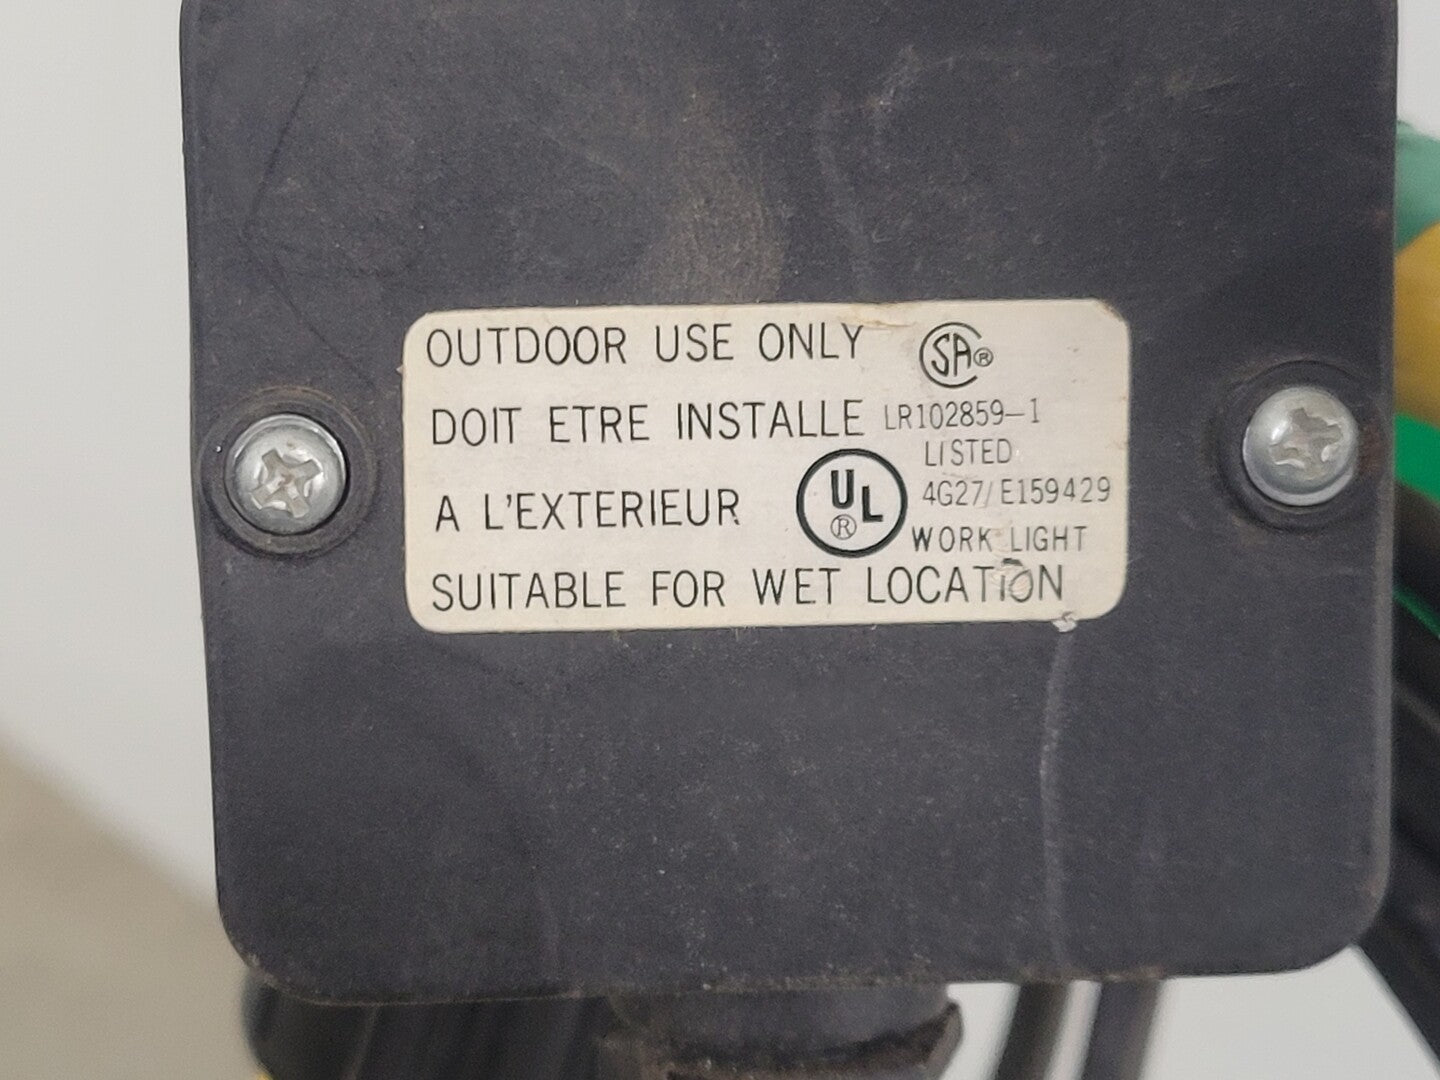 OUTDOOR USE ONLY
SA®
DOIT ETRE INSTALLE
LR102859-1
LISTED
A L'EXTERIEUR
UL®
4G27/E159429
WORK LIGHT
SUITABLE FOR WET LOCATION